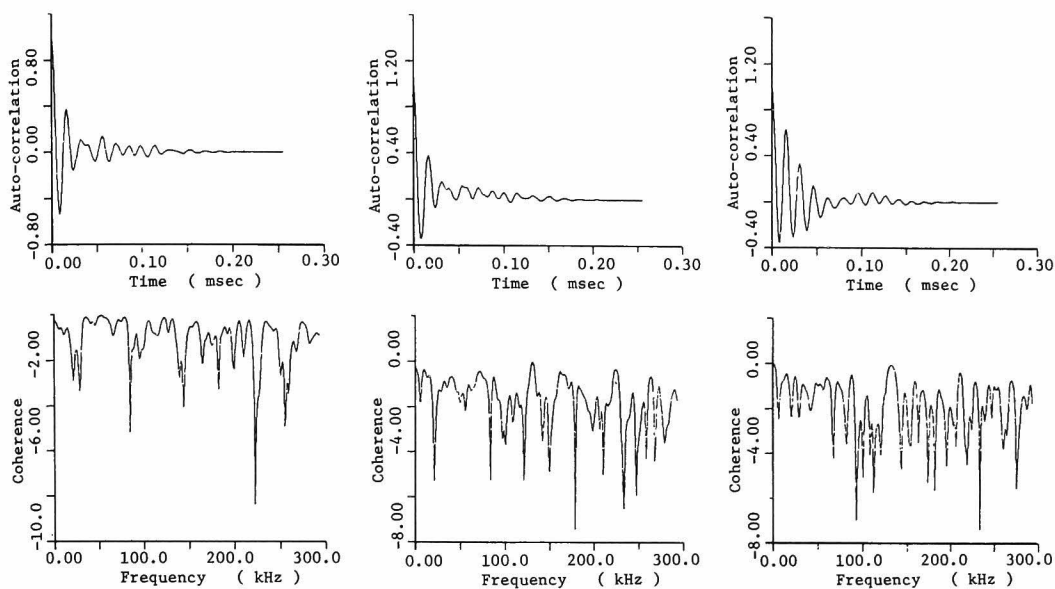 Auto-correlation
0.80
0.00
-0.80
0.00 0.10 0.20 0.30
Time ( msec )
Auto-correlation
1.20
0.40
-0.40
0.00 0.10 0.20 0.30
Time ( msec )
Auto-correlation
1.20
0.40
-0.40
0.00 0.10 0.20 0.30
Time ( msec )
Coherence
-2.00
-6.00
-10.0
0.00 100.0 200.0 300.0
Frequency ( kHz )
Coherence
0.00
-4.00
-8.00
0.00 100.0 200.0 300.0
Frequency ( kHz )
Coherence
0.00
-4.00
-8.00
0.00 100.0 200.0 300.0
Frequency ( kHz )